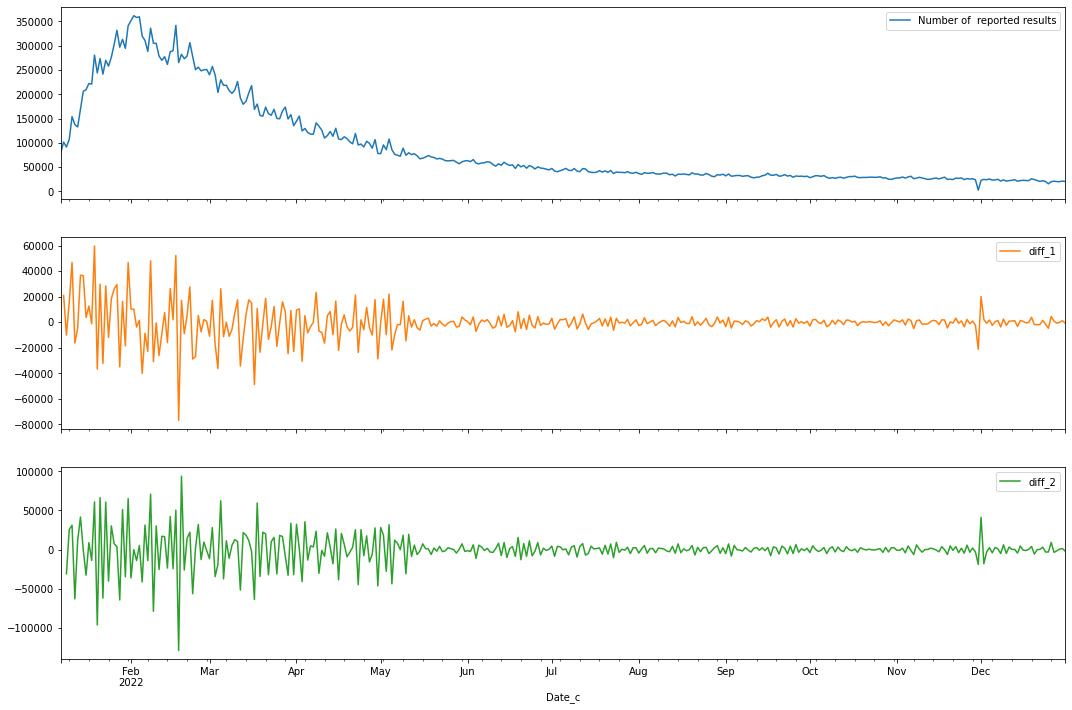 350000
300000
250000
200000
150000
100000
50000
0
Number of  reported results
60000
40000
20000
0
−20000
−40000
−60000
−80000
diff_1
100000
50000
0
−50000
−100000
diff_2
Feb
2022
Mar
Apr
May
Jun
Jul
Aug
Sep
Oct
Nov
Dec
Date_c